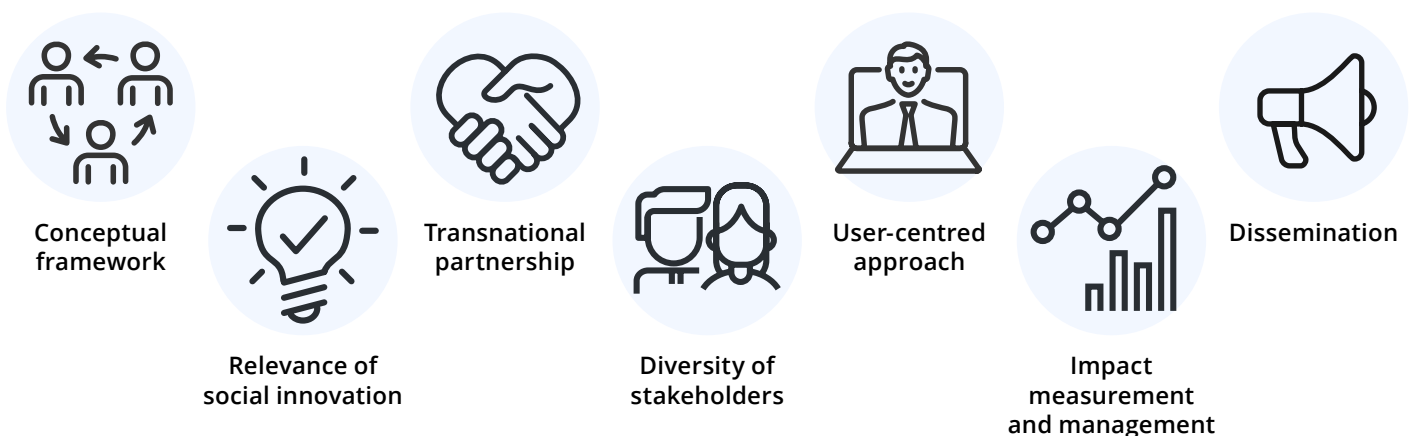 Conceptual
framework
Relevance of
social innovation
Transnational
partnership
Diversity of
stakeholders
User-centred
approach
Impact
measurement
and management
Dissemination